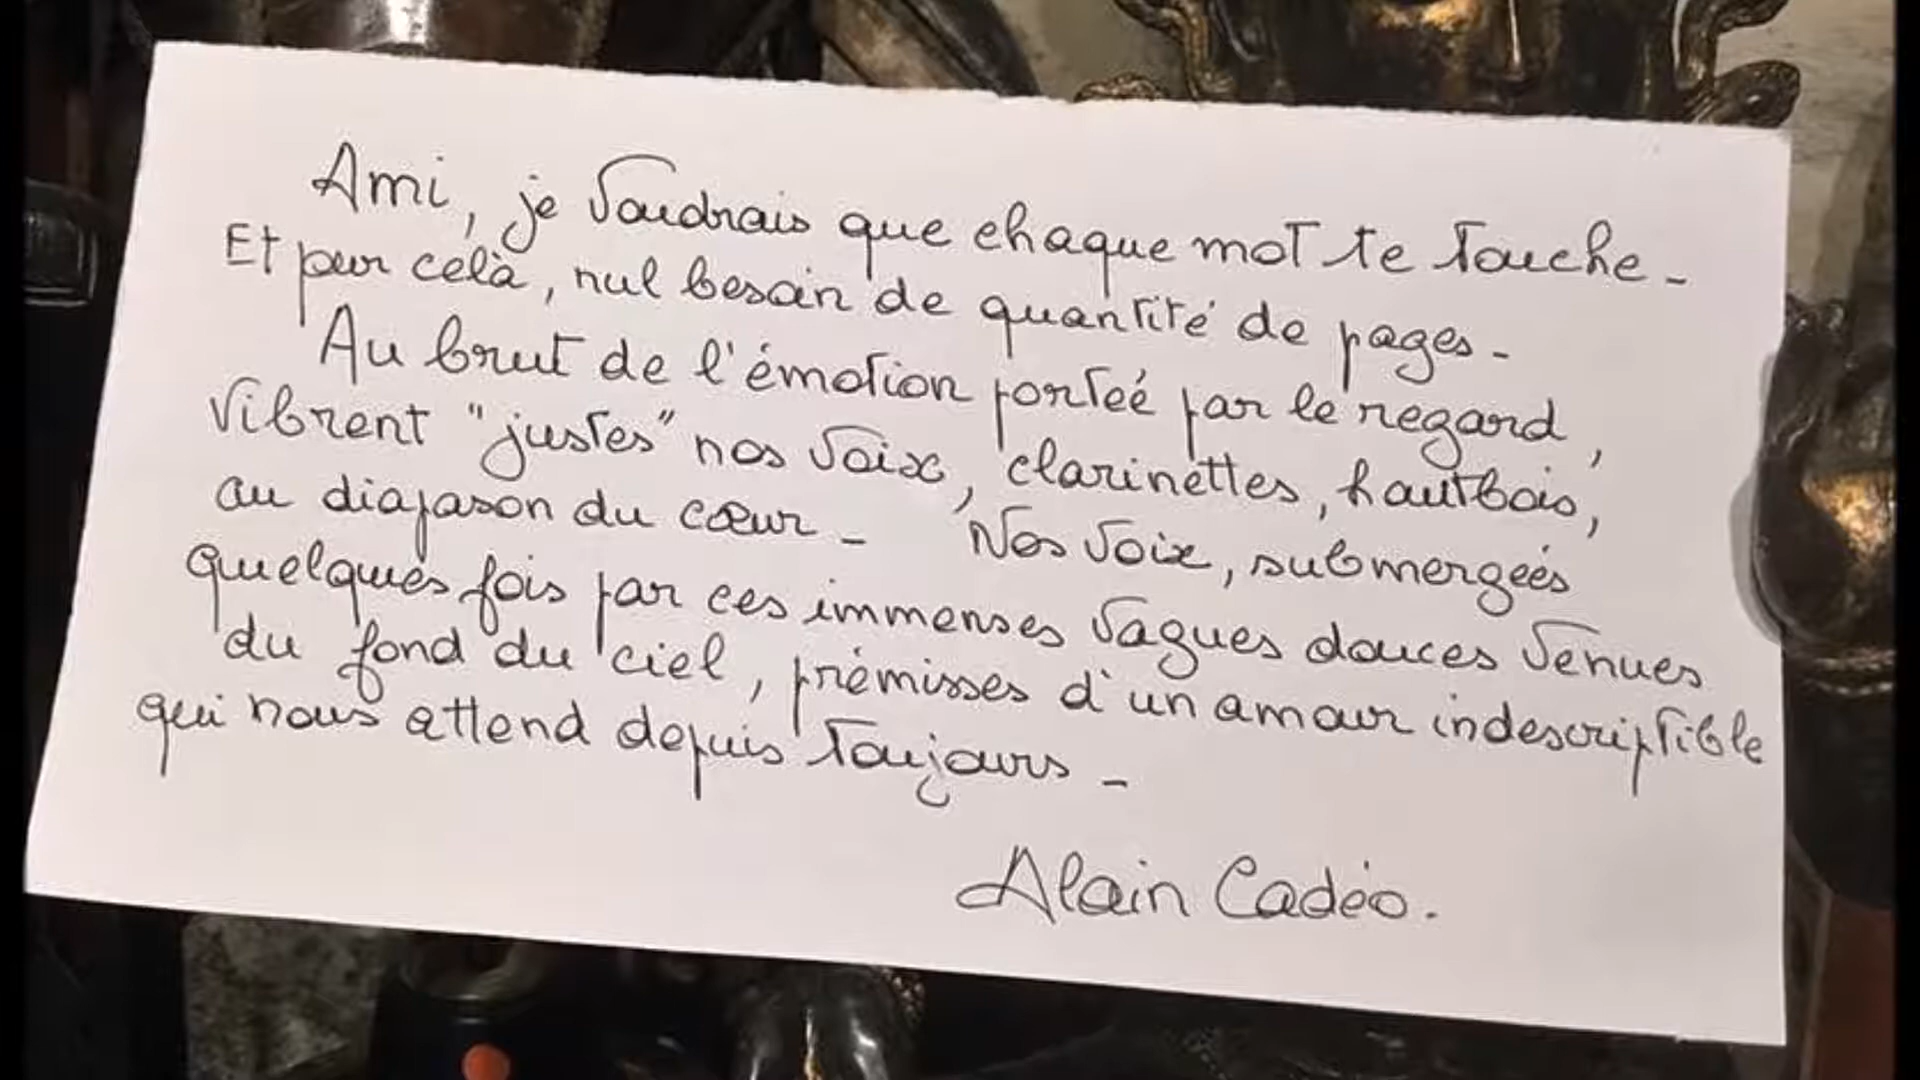 Ami, je voudrais que chaque mot te touche -
Et pour celà, nul besoin de quantité de pages -
Au brut de l'émotion portée par le regard,
Vibrent "justes" nos voix, clarinettes, hautbois,
au diapason du cœur - Nos voix, submergées
quelques fois par ces immenses vagues douces venues
du fond du ciel, prémisses d'un amour indescriptible
qui nous attend depuis toujours -
Alain Cadéo.